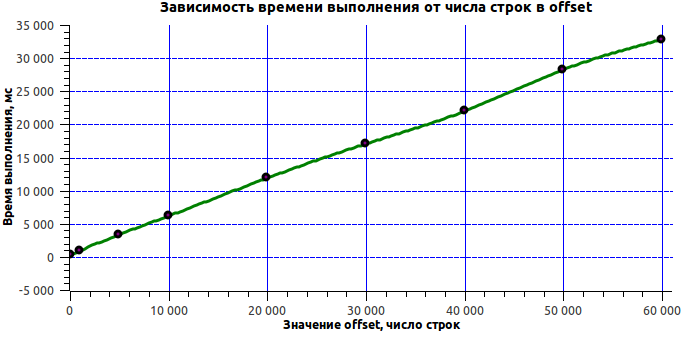 Зависимость времени выполнения от числа строк в offset
35 000
30 000
25 000
20 000
15 000
10 000
5 000
0
-5 000
Время выполнения, мс
0 10 000 20 000 30 000 40 000 50 000 60 000
Значение offset, число строк